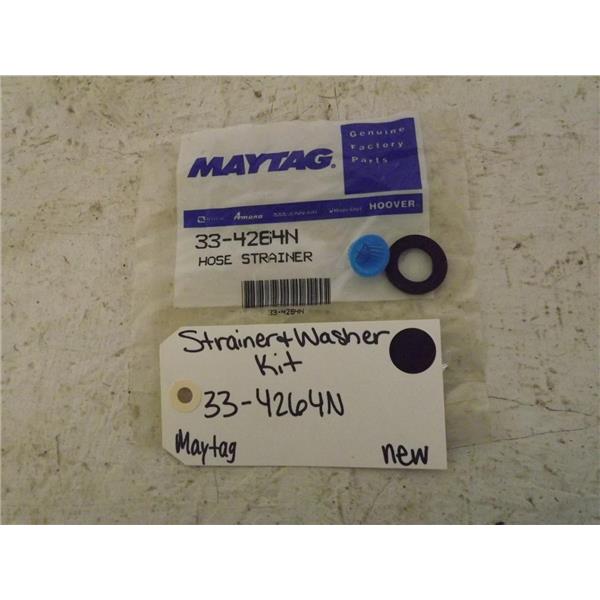 Genuine
Factory
Parts
MAYTAG.
Amana
HOOVER
33-4264N
HOSE STRAINER
33-4264N
Strainer & Washer
Kit
33-4264N
Maytag
new